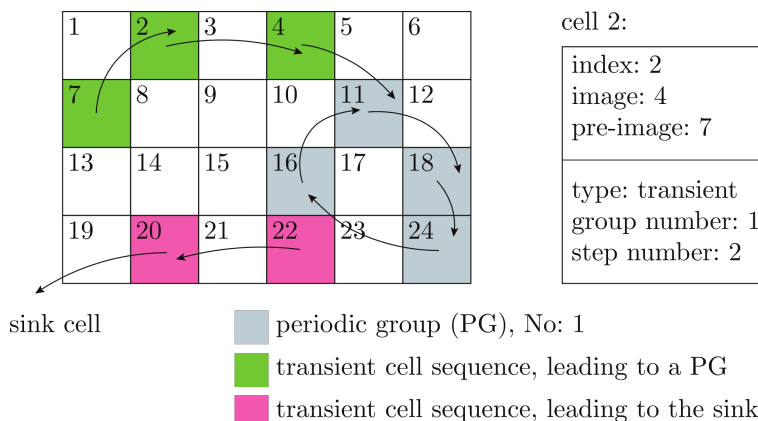 1 2 3 4 5 6
7 8 9 10 11 12
13 14 15 16 17 18
19 20 21 22 23 24
sink cell
cell 2:
index: 2
image: 4
pre-image: 7
type: transient
group number: 1
step number: 2
periodic group (PG), No: 1
transient cell sequence, leading to a PG
transient cell sequence, leading to the sink